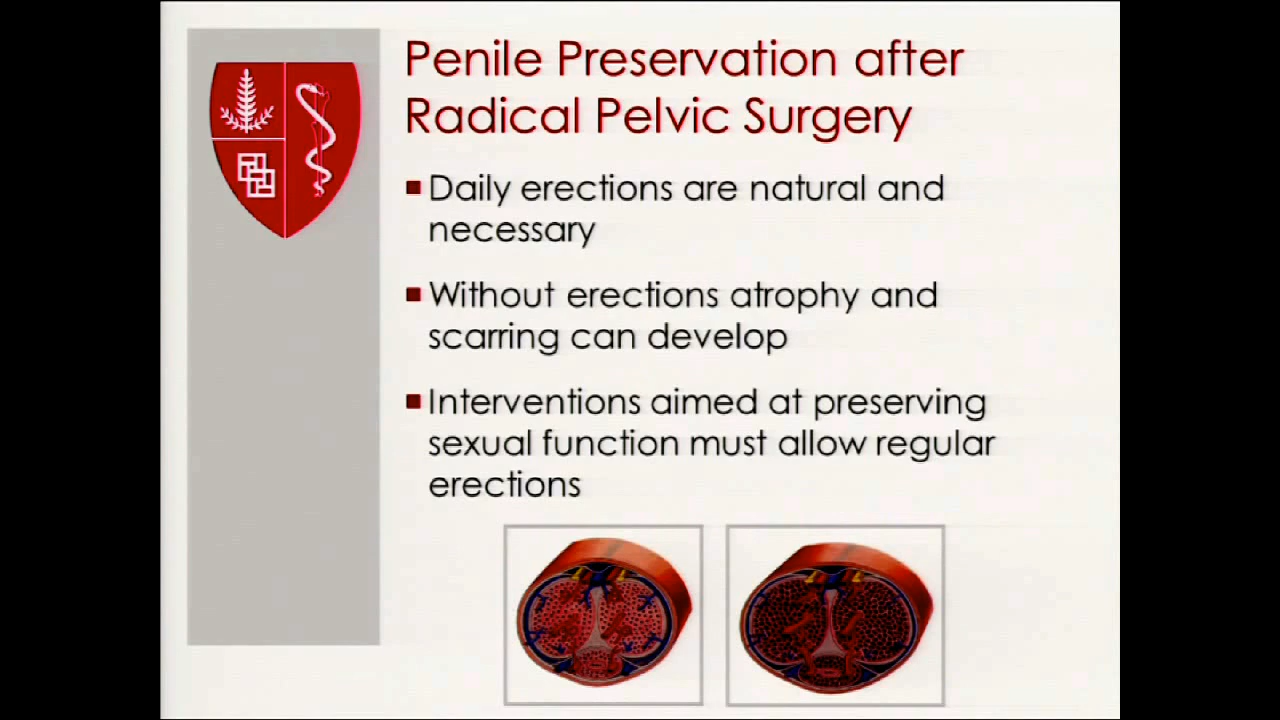 Penile Preservation after
Radical Pelvic Surgery
Daily erections are natural and
necessary
Without erections atrophy and
scarring can develop
Interventions aimed at preserving
sexual function must allow regular
erections